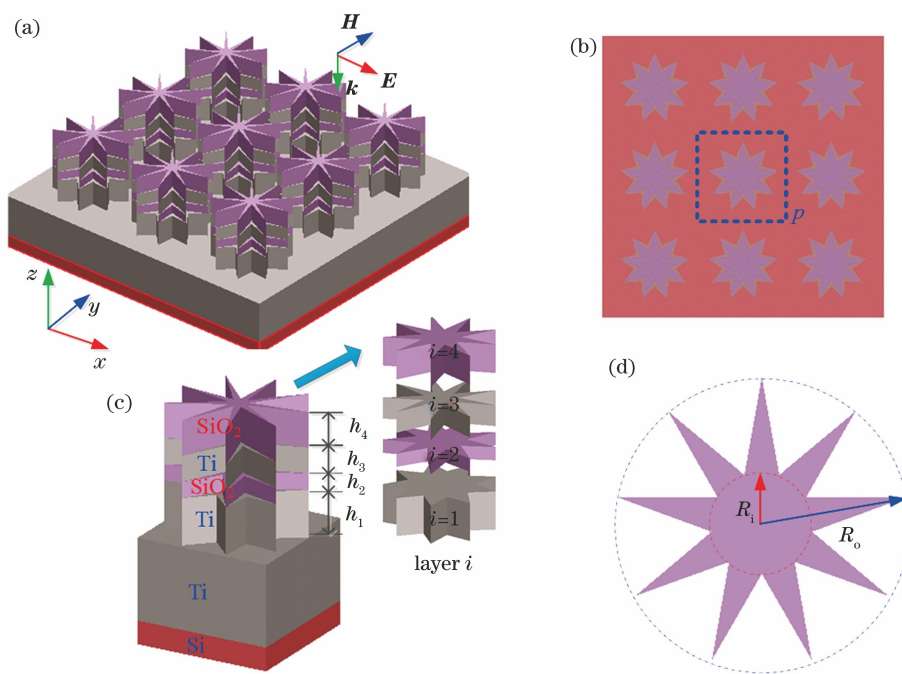 (a)
H
E
k
z
y
x
(b)
p
(c)
SiO₂
Ti
SiO₂
Ti
Ti
Si
h₄
h₃
h₂
h₁
i=4
i=3
i=2
i=1
layer i
(d)
Rᵢ
Rₒ